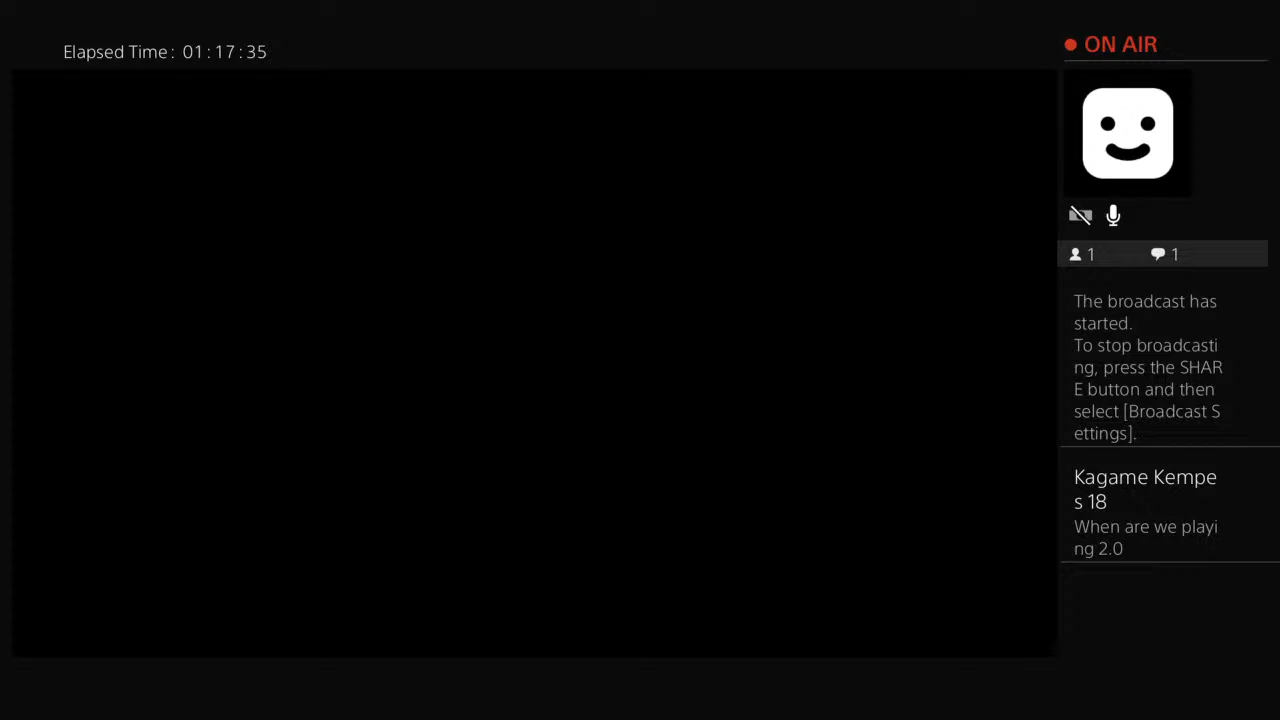 Elapsed Time: 01:17:35
ON AIR
1 1
The broadcast has
started.
To stop broadcasti
ng, press the SHAR
E button and then
select [Broadcast S
ettings].
Kagame Kempe
s 18
When are we playi
ng 2.0